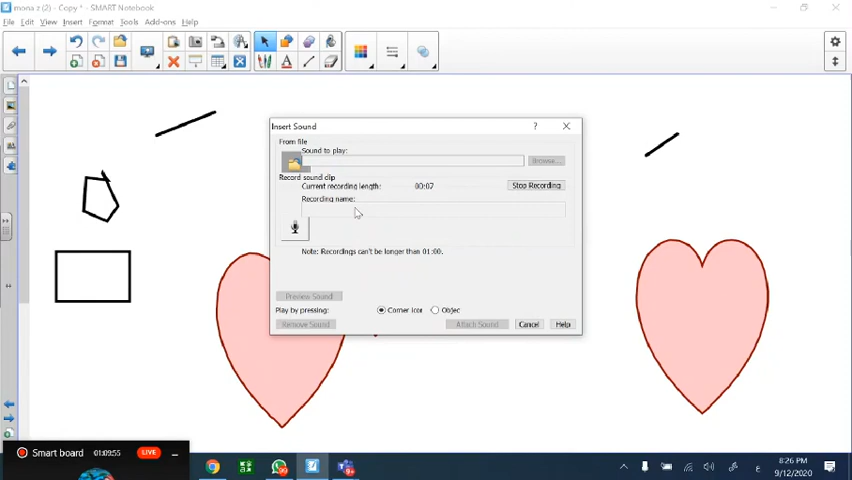 mona z (2) - Copy * - SMART Notebook
File Edit View Insert Format Tools Add-ons Help
Insert Sound
?
From file
Sound to play:
Browse...
Record sound clip
Current recording length: 00:07 Stop Recording
Recording name:
Note: Recordings can't be longer than 01:00.
Preview Sound
Play by pressing: Corner icon Objec
Remove Sound Attach Sound Cancel Help
Smart board 01:09:55 LIVE
99
9+
ع
8:26 PM
9/12/2020